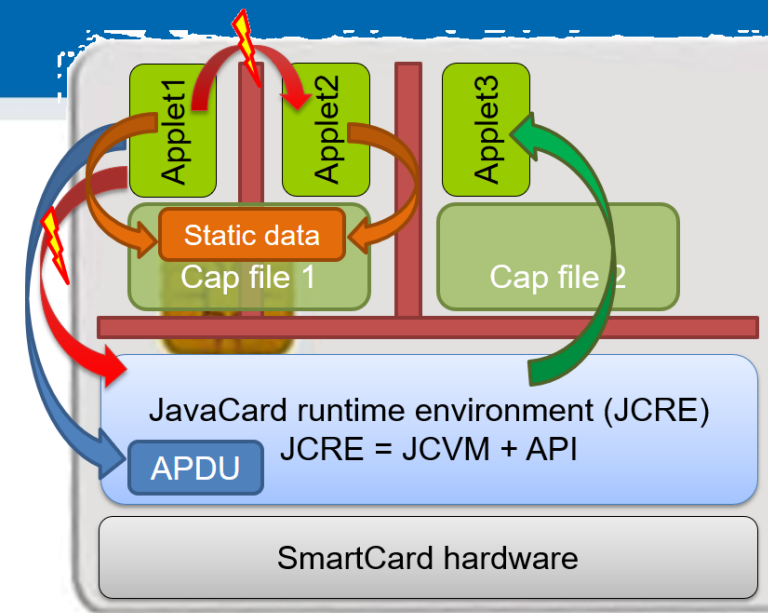 Applet1
Applet2
Applet3
Static data
Cap file 1
Cap file 2
JavaCard runtime environment (JCRE)
JCRE = JCVM + API
APDU
SmartCard hardware